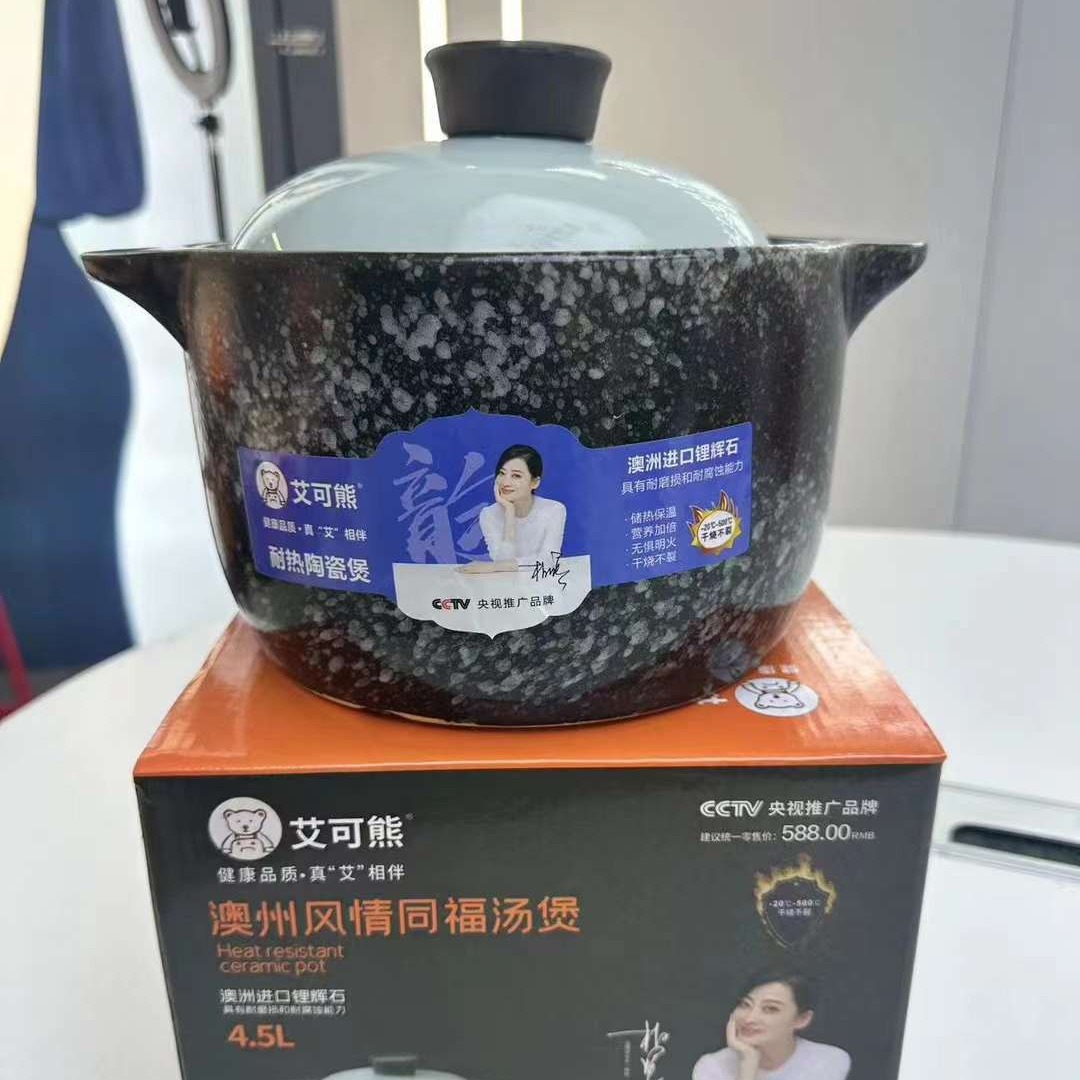 艾可熊
健康品质·真“艾”相伴
耐热陶瓷煲
CCTV 央视推广品牌
澳洲进口锂辉石
具有耐磨损和耐腐蚀能力
·储热保温
·营养加倍
·无惧明火
·干烧不裂
-20℃-500℃
干烧不裂
艾可熊
健康品质·真“艾”相伴
澳州风情同福汤煲
Heat resistant
ceramic pot
澳洲进口锂辉石
具有耐磨损和耐腐蚀能力
4.5L
CCTV 央视推广品牌
建议统一零售价：588.00RMB
-20℃-500℃
干烧不裂